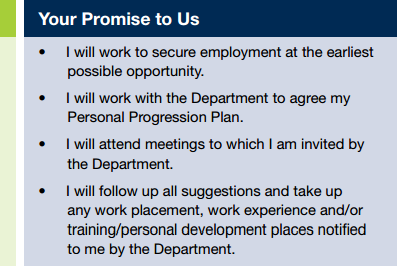 Your Promise to Us
• I will work to secure employment at the earliest
possible opportunity.
• I will work with the Department to agree my
Personal Progression Plan.
• I will attend meetings to which I am invited by
the Department.
• I will follow up all suggestions and take up
any work placement, work experience and/or
training/personal development places notified
to me by the Department.